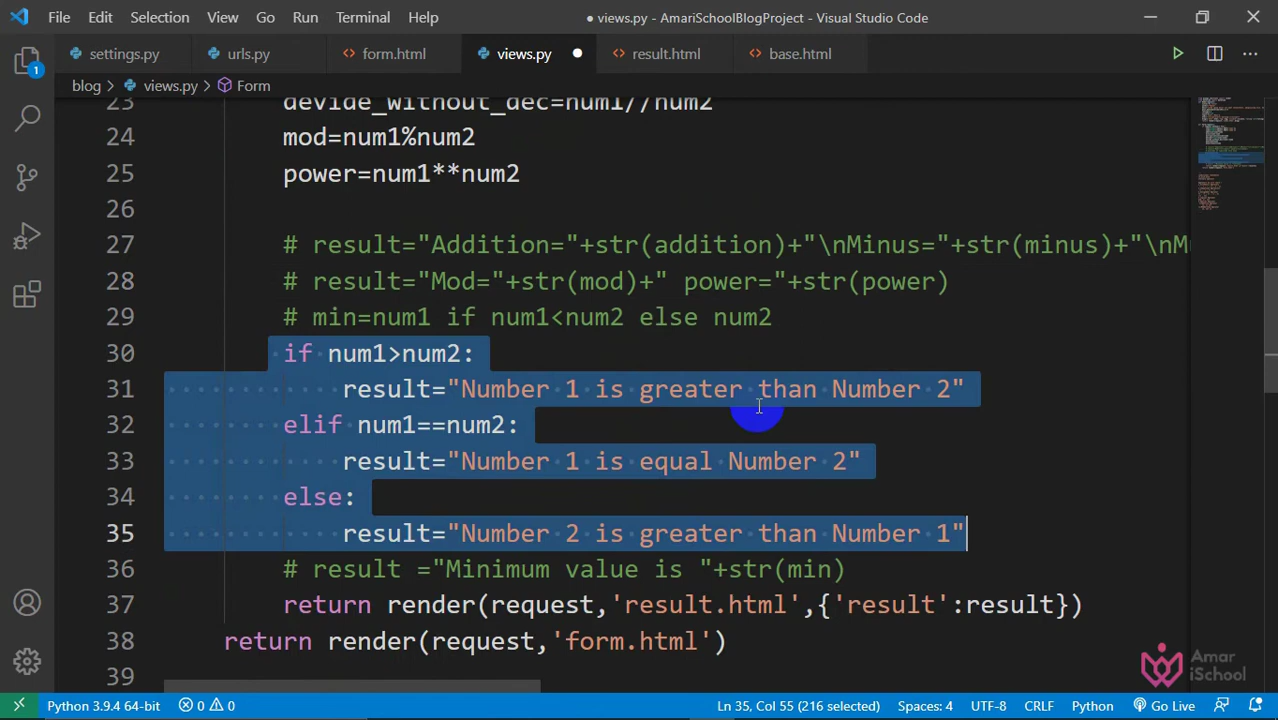 File Edit Selection View Go Run Terminal Help ● views.py - AmariSchoolBlogProject - Visual Studio Code
settings.py urls.py form.html views.py result.html base.html
blog > views.py > Form
23 devide_without_dec=num1//num2
24 mod=num1%num2
25 power=num1**num2
26
27 # result="Addition="+str(addition)+"\nMinus="+str(minus)+"\nM
28 # result="Mod="+str(mod)+" power="+str(power)
29 # min=num1 if num1<num2 else num2
30 if num1>num2:
31 result="Number 1 is greater than Number 2"
32 elif num1==num2:
33 result="Number 1 is equal Number 2"
34 else:
35 result="Number 2 is greater than Number 1"
36 # result ="Minimum value is "+str(min)
37 return render(request,'result.html',{'result':result})
38 return render(request,'form.html')
39
1
Amar
iSchool
Python 3.9.4 64-bit 0 0 Ln 35, Col 55 (216 selected) Spaces: 4 UTF-8 CRLF Python Go Live